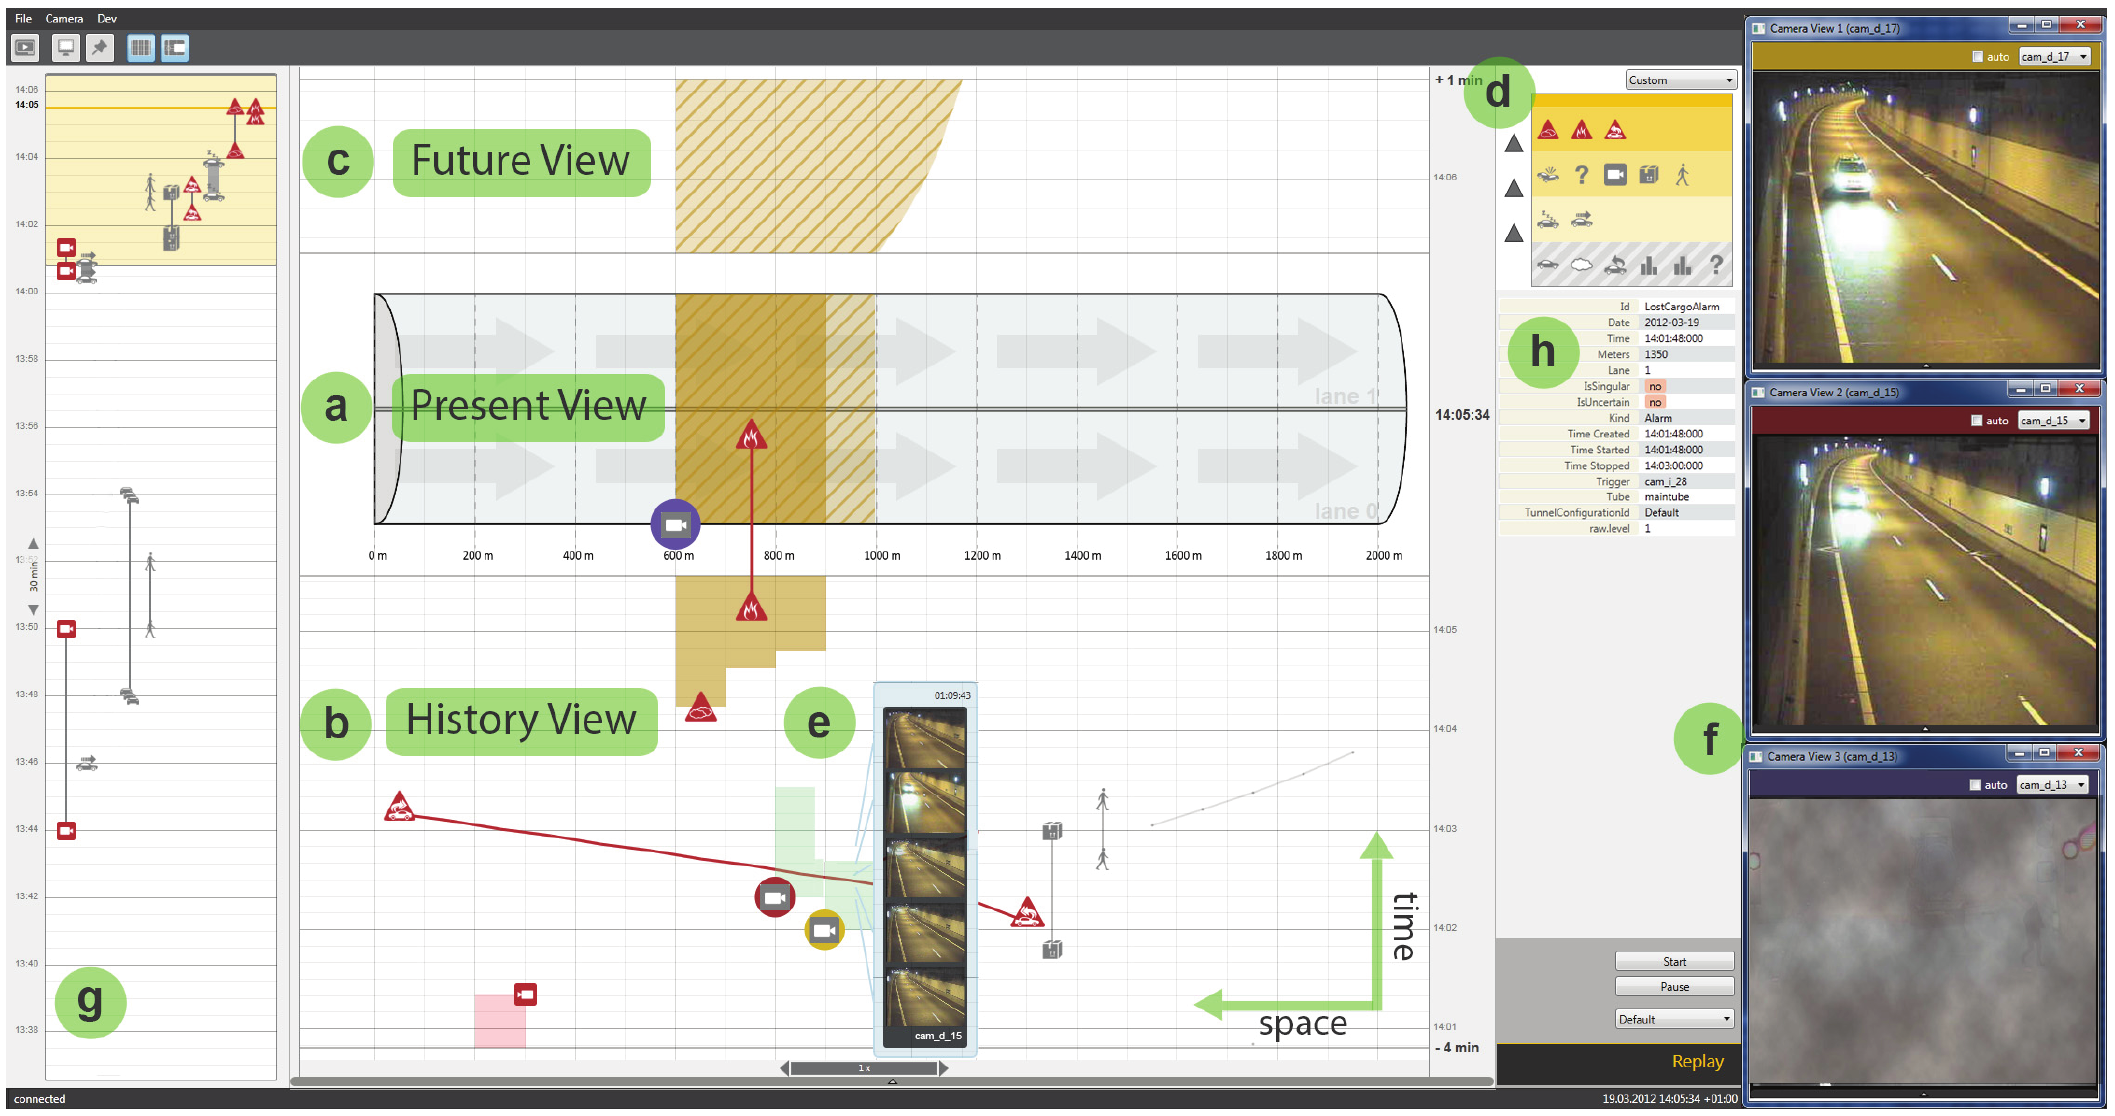 File Camera Dev
14:06
14:05
14:04
14:02
14:00
13:58
13:56
13:54
13:52
30 min
13:50
13:48
13:46
13:44
13:42
13:40
13:38
g
c Future View
a Present View
b History View
e
+ 1 min
14:06
lane 1
14:05:34
lane 0
0 m 200 m 400 m 600 m 800 m 1000 m 1200 m 1400 m 1600 m 1800 m 2000 m
14:05
14:04
14:03
14:02
14:01
- 4 min
01:09:43
cam_d_15
time
space
1 x
d
Custom
? 
?
h
Id LostCargoAlarm
Date 2012-03-19
Time 14:01:48:000
Meters 1350
Lane 1
IsSingular no
IsUncertain no
Kind Alarm
Time Created 14:01:48:000
Time Started 14:01:48:000
Time Stopped 14:03:00:000
Trigger cam_i_28
Tube maintube
TunnelConfigurationId Default
raw.level 1
f
Start
Pause
Default
Replay
Camera View 1 (cam_d_17)
auto cam_d_17
Camera View 2 (cam_d_15)
auto cam_d_15
Camera View 3 (cam_d_13)
auto cam_d_13
connected
19.03.2012 14:05:34 +01:00